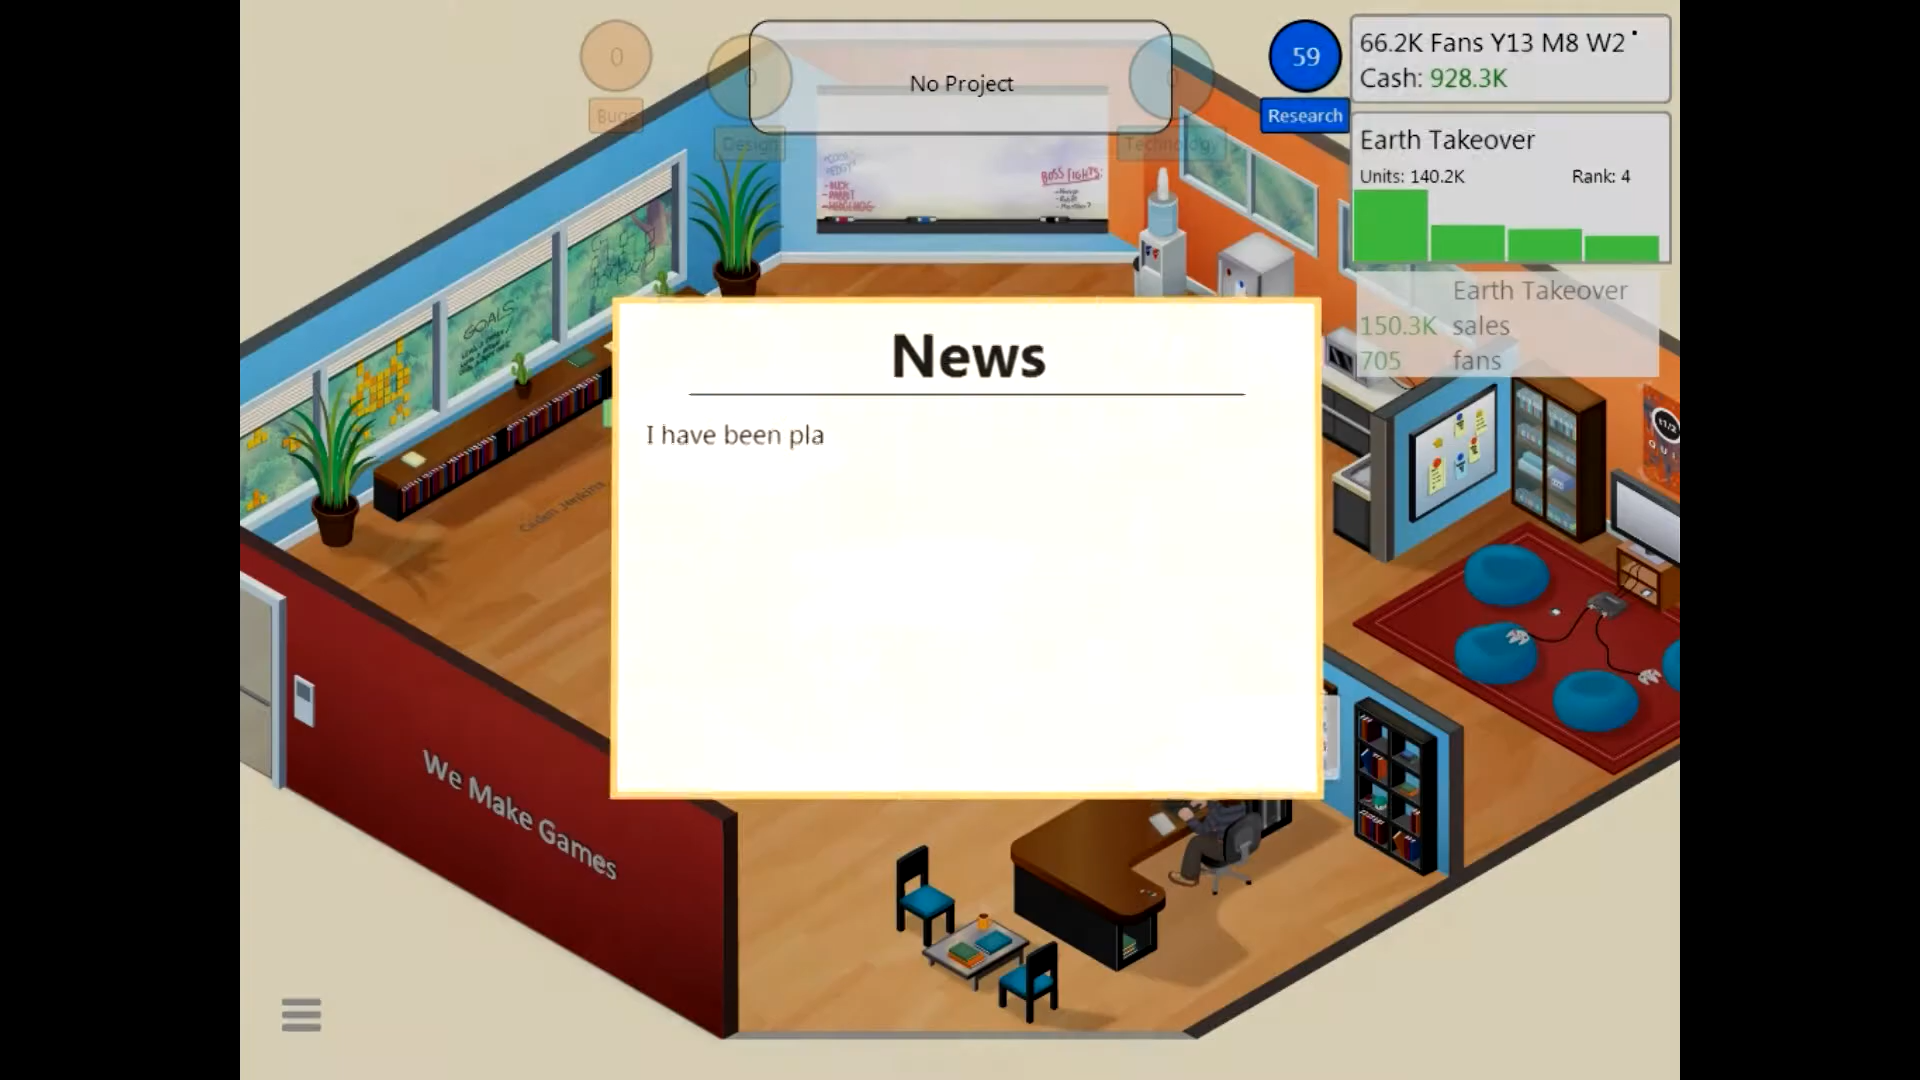 0
Bugs
0
Design
No Project
0
Technology
59
Research
66.2K Fans Y13 M8 W2
Cash: 928.3K
Earth Takeover
Units: 140.2K
Rank: 4
Earth Takeover
150.3K sales
705 fans
BOSS FIGHTS:
GOALS
News
I have been pla
We Make Games